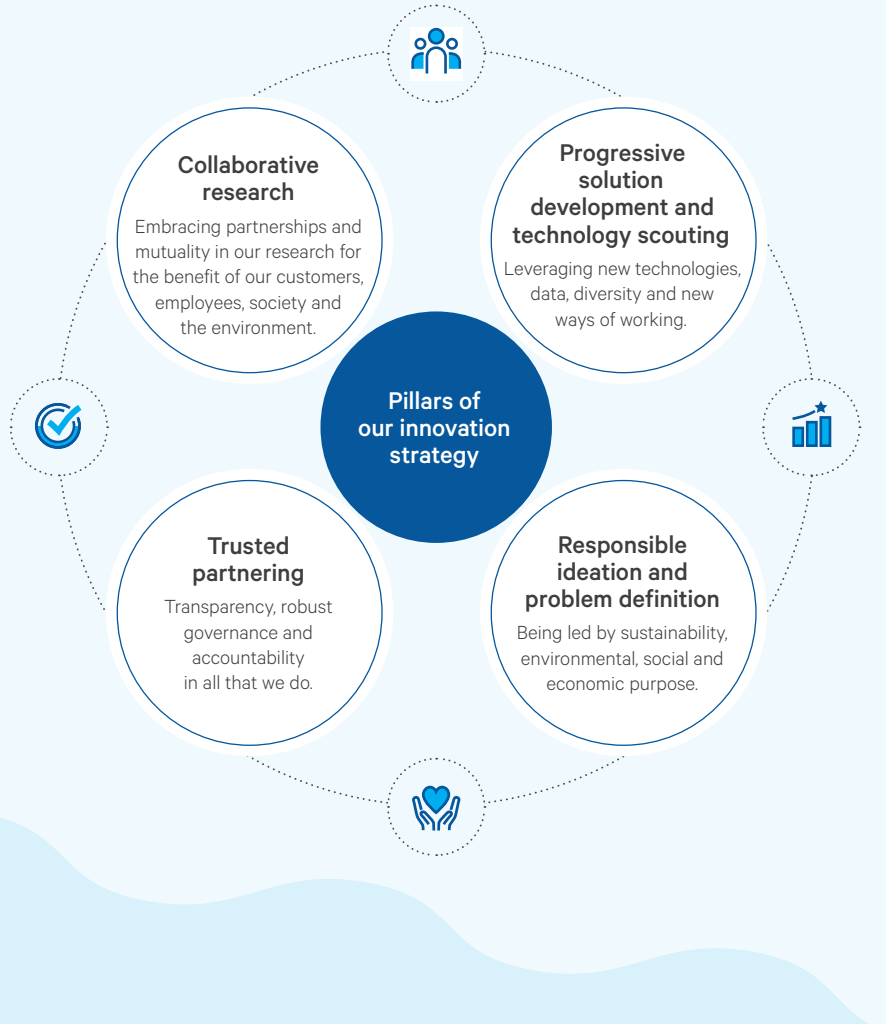 Collaborative
research
Embracing partnerships and
mutuality in our research for
the benefit of our customers,
employees, society and
the environment.
Progressive
solution
development and
technology scouting
Leveraging new technologies,
data, diversity and new
ways of working.
Pillars of
our innovation
strategy
Trusted
partnering
Transparency, robust
governance and
accountability
in all that we do.
Responsible
ideation and
problem definition
Being led by sustainability,
environmental, social and
economic purpose.